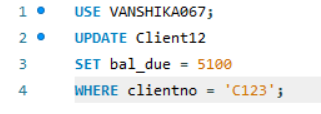 1 USE VANSHIKA067;
2 UPDATE Client12
3 SET bal_due = 5100
4 WHERE clientno = 'C123';